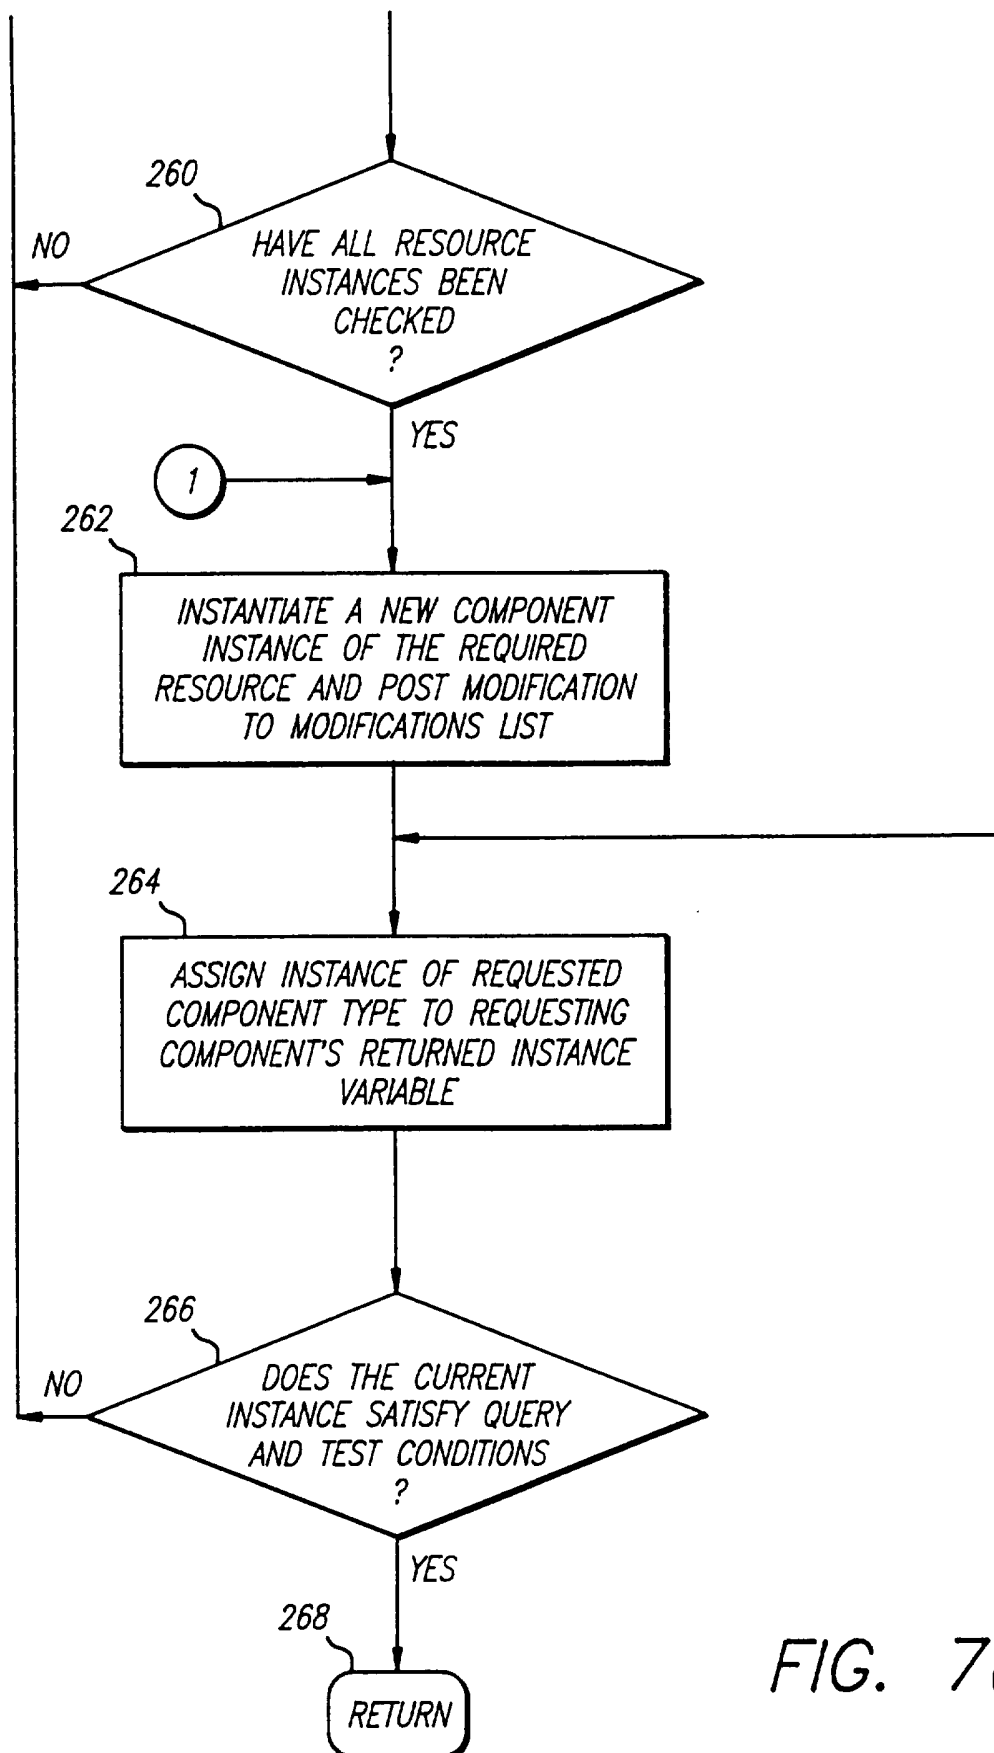 260
NO
HAVE ALL RESOURCE
INSTANCES BEEN
CHECKED
?
YES
1
262
INSTANTIATE A NEW COMPONENT
INSTANCE OF THE REQUIRED
RESOURCE AND POST MODIFICATION
TO MODIFICATIONS LIST
264
ASSIGN INSTANCE OF REQUESTED
COMPONENT TYPE TO REQUESTING
COMPONENT'S RETURNED INSTANCE
VARIABLE
266
NO
DOES THE CURRENT
INSTANCE SATISFY QUERY
AND TEST CONDITIONS
?
YES
268
RETURN
FIG.